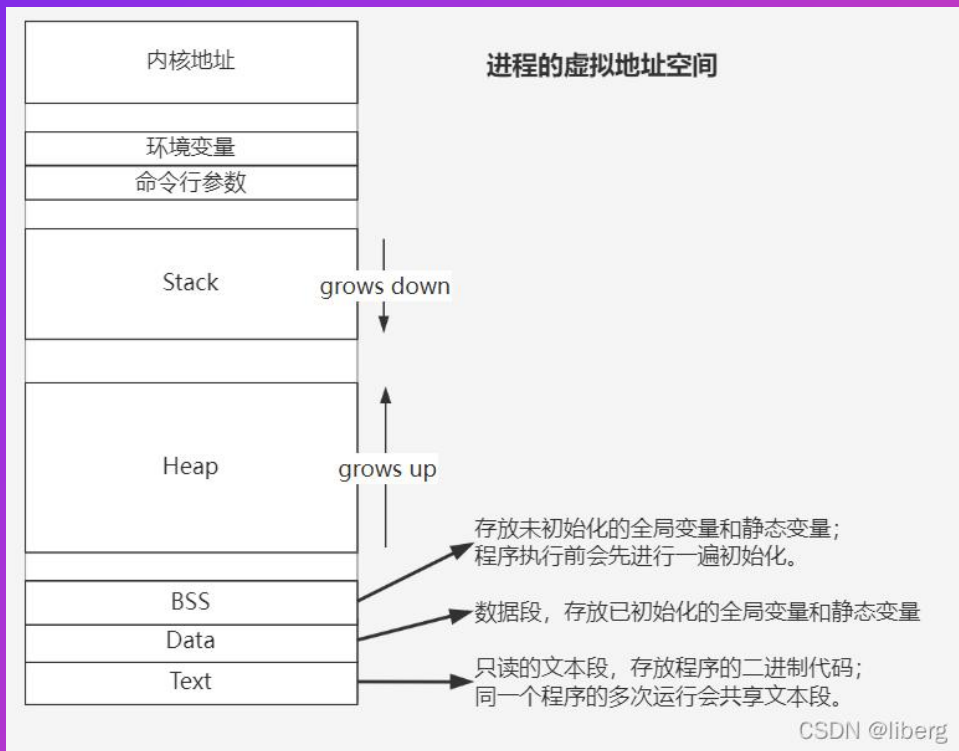 内核地址
进程的虚拟地址空间
环境变量
命令行参数
Stack
grows down
Heap
grows up
存放未初始化的全局变量和静态变量；
程序执行前会先进行一遍初始化。
BSS
数据段，存放已初始化的全局变量和静态变量
Data
只读的文本段，存放程序的二进制代码；
Text
同一个程序的多次运行会共享文本段。
CSDN @liberg